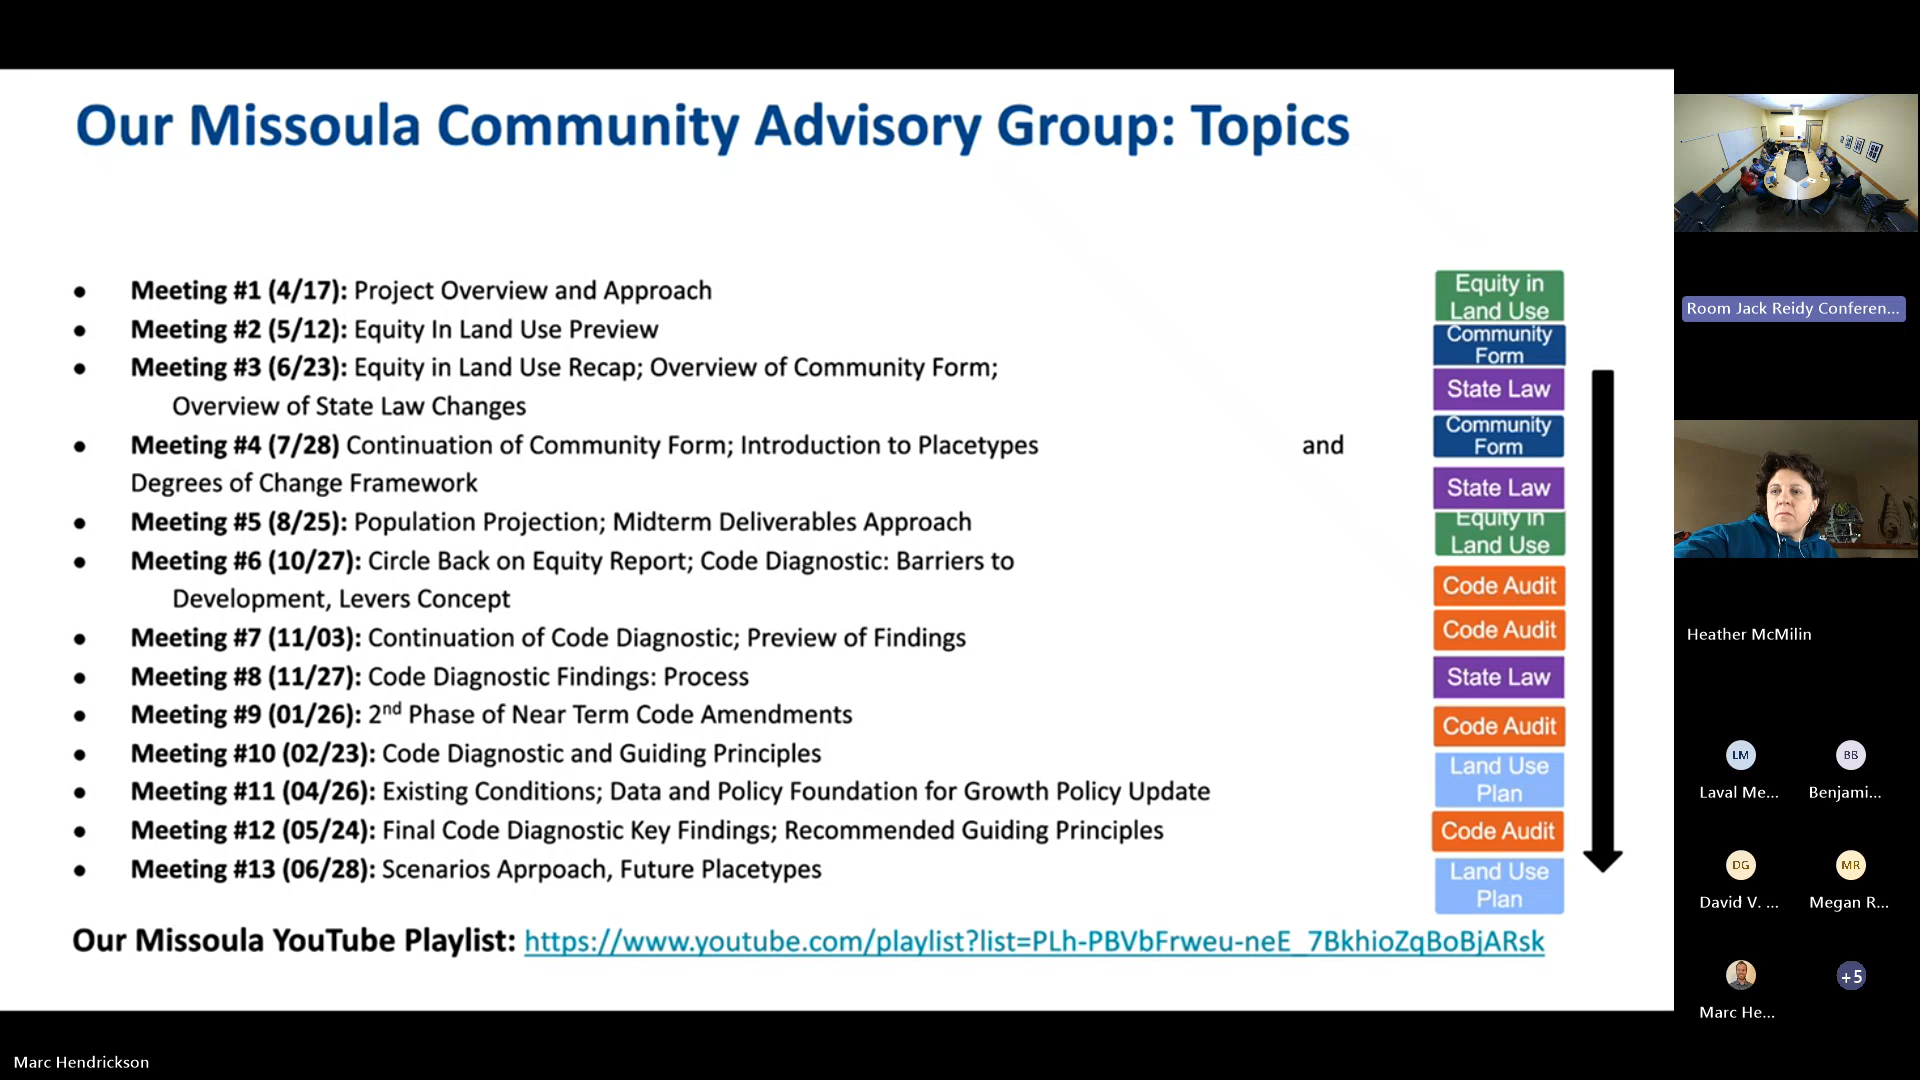 Our Missoula Community Advisory Group: Topics
• Meeting #1 (4/17): Project Overview and Approach
• Meeting #2 (5/12): Equity In Land Use Preview
• Meeting #3 (6/23): Equity in Land Use Recap; Overview of Community Form;
Overview of State Law Changes
• Meeting #4 (7/28) Continuation of Community Form; Introduction to Placetypes and
Degrees of Change Framework
• Meeting #5 (8/25): Population Projection; Midterm Deliverables Approach
• Meeting #6 (10/27): Circle Back on Equity Report; Code Diagnostic: Barriers to
Development, Levers Concept
• Meeting #7 (11/03): Continuation of Code Diagnostic; Preview of Findings
• Meeting #8 (11/27): Code Diagnostic Findings: Process
• Meeting #9 (01/26): 2nd Phase of Near Term Code Amendments
• Meeting #10 (02/23): Code Diagnostic and Guiding Principles
• Meeting #11 (04/26): Existing Conditions; Data and Policy Foundation for Growth Policy Update
• Meeting #12 (05/24): Final Code Diagnostic Key Findings; Recommended Guiding Principles
• Meeting #13 (06/28): Scenarios Aprpoach, Future Placetypes
Our Missoula YouTube Playlist: https://www.youtube.com/playlist?list=PLh-PBVbFrweu-neE_7BkhioZqBoBjARsk
Equity in
Land Use
Community
Form
State Law
Community
Form
State Law
Equity in
Land Use
Code Audit
Code Audit
State Law
Code Audit
Land Use
Plan
Code Audit
Land Use
Plan
Room Jack Reidy Conferen...
Heather McMilin
LM
Laval Me...
BB
Benjami...
DG
David V. ...
MR
Megan R...
Marc He...
+5
Marc Hendrickson